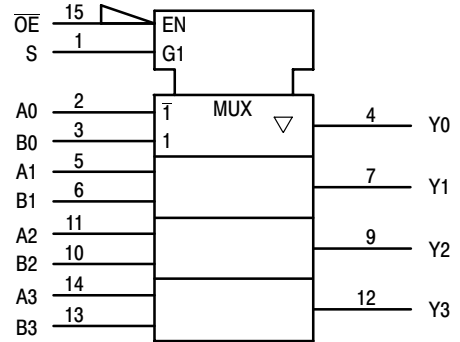 O̅E̅ 15 EN
S 1 G1
MUX
A0 2 1̅
B0 3 1
4 Y0
A1 5
B1 6
7 Y1
A2 11
B2 10
9 Y2
A3 14
B3 13
12 Y3